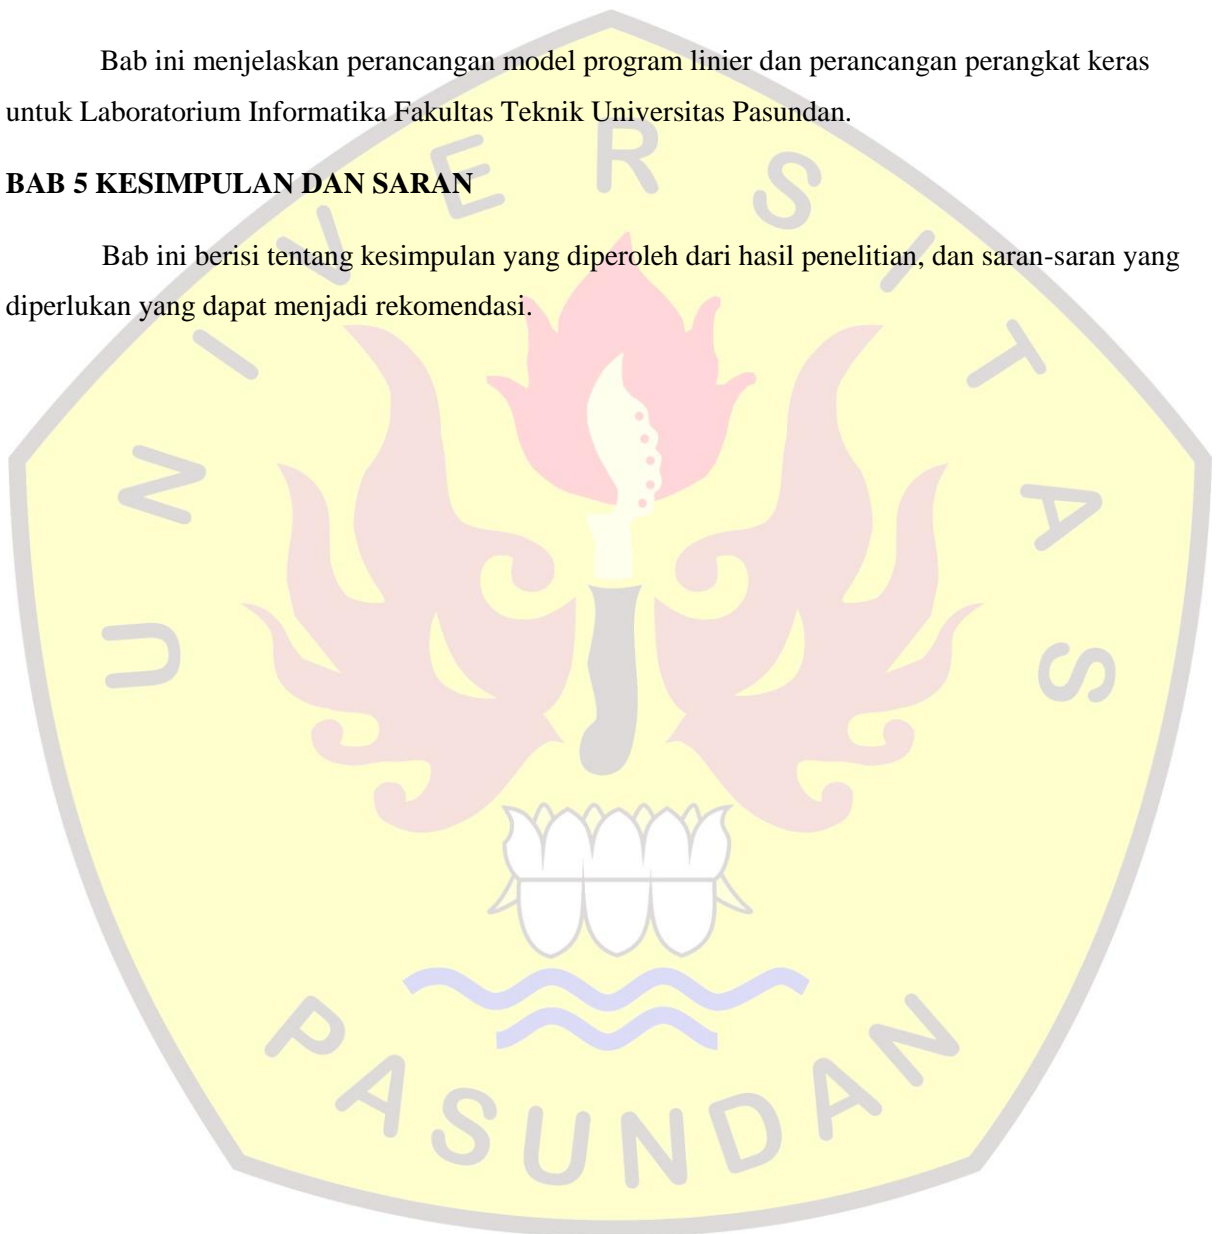 Bab ini menjelaskan perancangan model program linier dan perancangan perangkat keras
untuk Laboratorium Informatika Fakultas Teknik Universitas Pasundan.
BAB 5 KESIMPULAN DAN SARAN
Bab ini berisi tentang kesimpulan yang diperoleh dari hasil penelitian, dan saran-saran yang
diperlukan yang dapat menjadi rekomendasi.
UNIVERSITAS
PASUNDAN